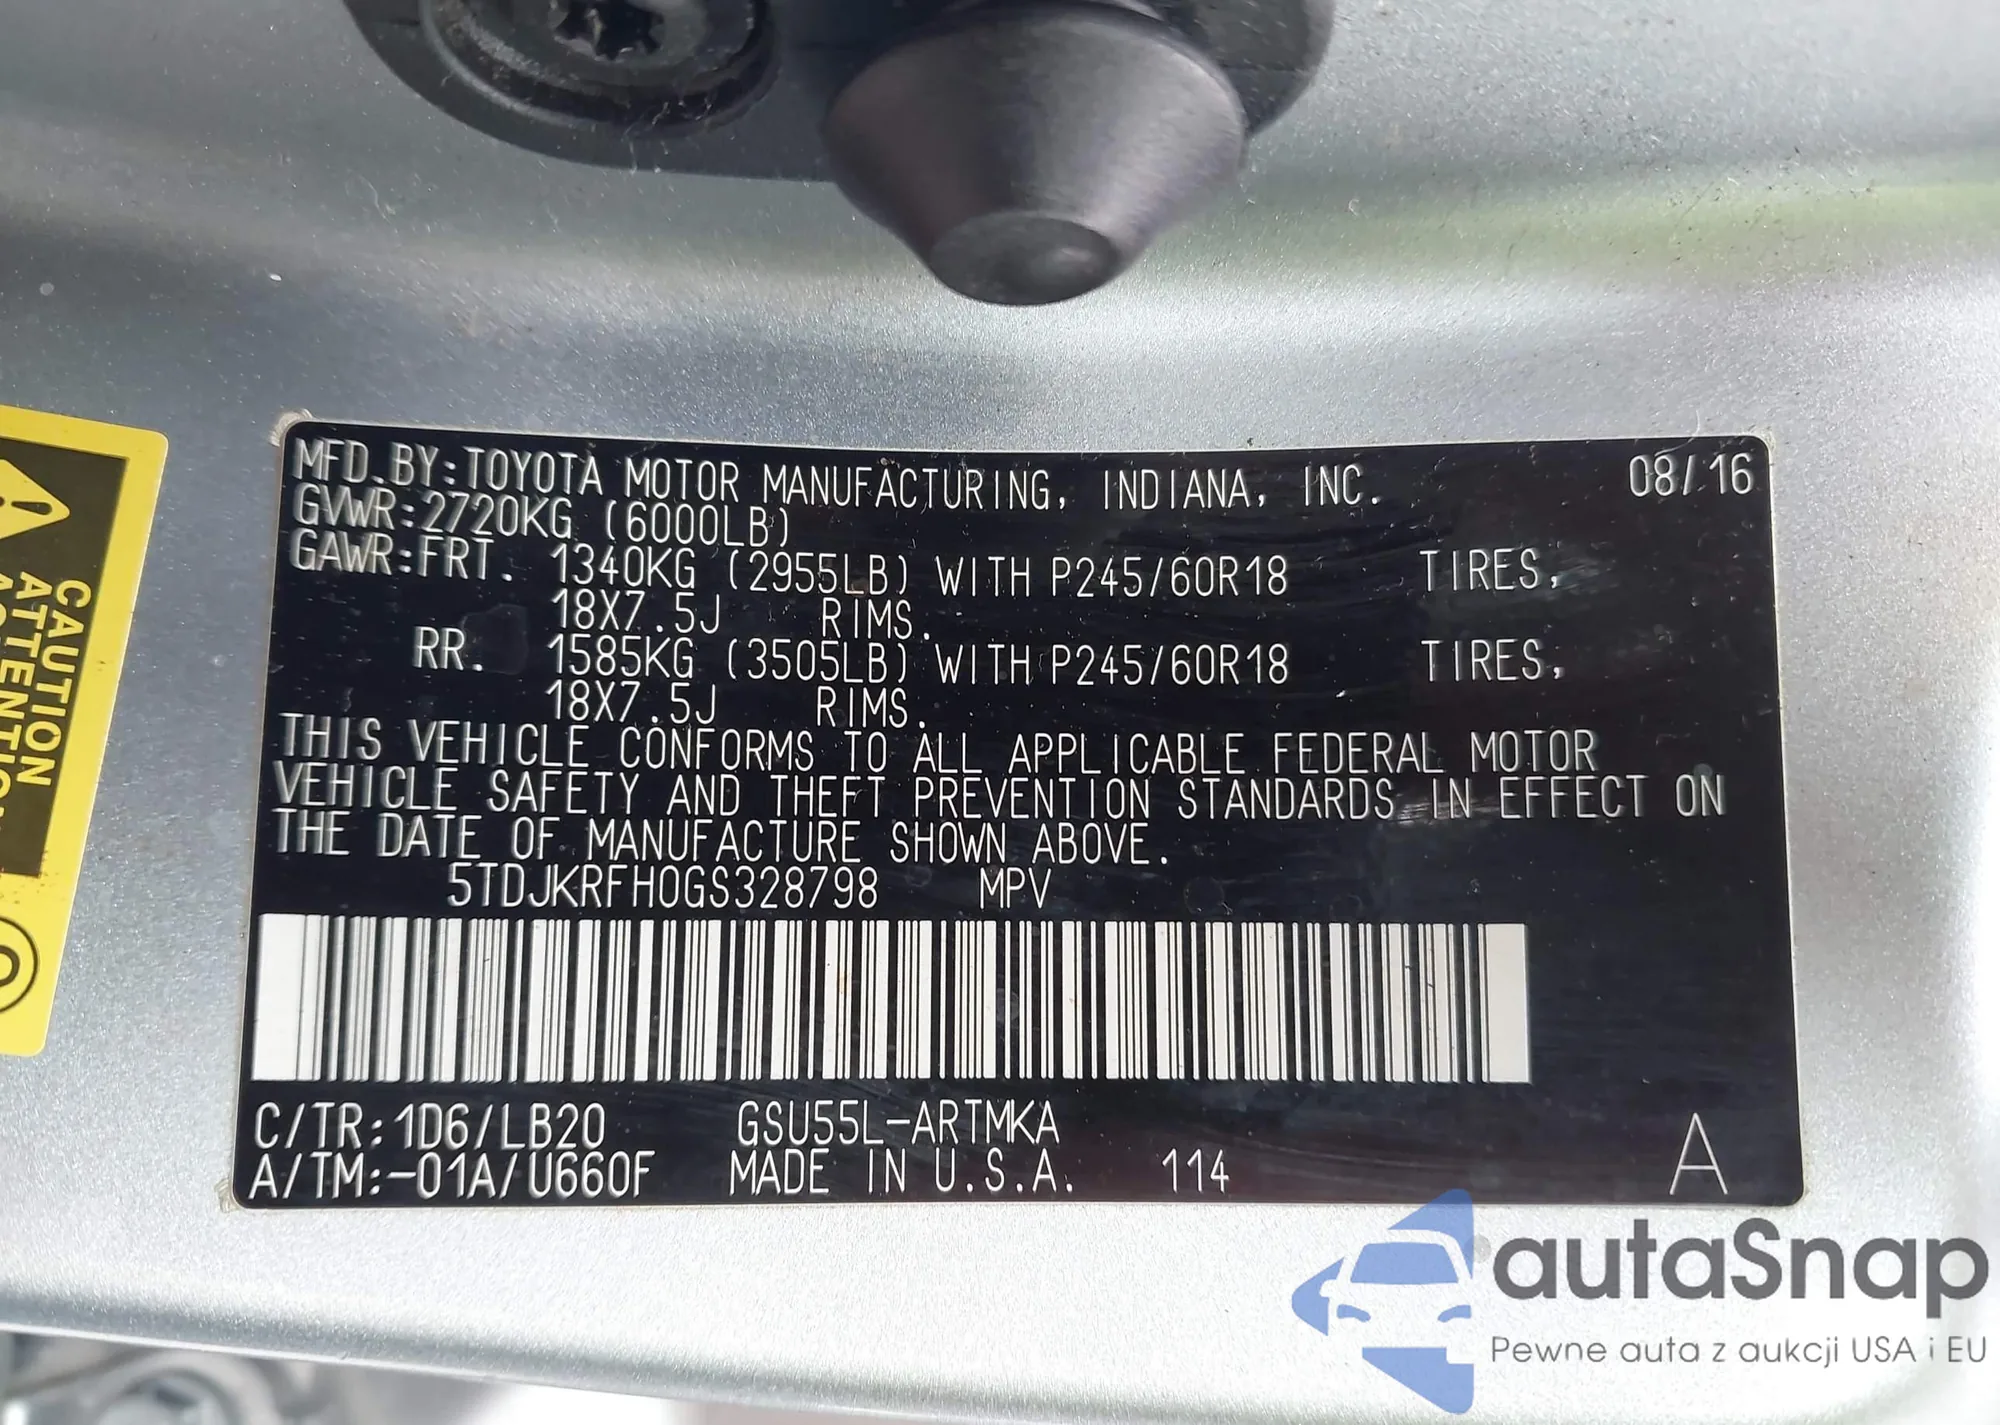 MFD.BY:TOYOTA MOTOR MANUFACTURING, INDIANA, INC. 08/16
GVWR:2720KG (6000LB)
GAWR:FRT. 1340KG (2955LB) WITH P245/60R18 TIRES,
18X7.5J RIMS.
RR. 1585KG (3505LB) WITH P245/60R18 TIRES,
18X7.5J RIMS.
THIS VEHICLE CONFORMS TO ALL APPLICABLE FEDERAL MOTOR
VEHICLE SAFETY AND THEFT PREVENTION STANDARDS IN EFFECT ON
THE DATE OF MANUFACTURE SHOWN ABOVE.
5TDJKRFH0GS328798 MPV
C/TR:1D6/LB20 GSU55L-ARTMKA
A/TM:-01A/U660F MADE IN U.S.A. 114 A
CAUTION
ATTENTION
autaSnap
Pewne auta z aukcji USA i EU